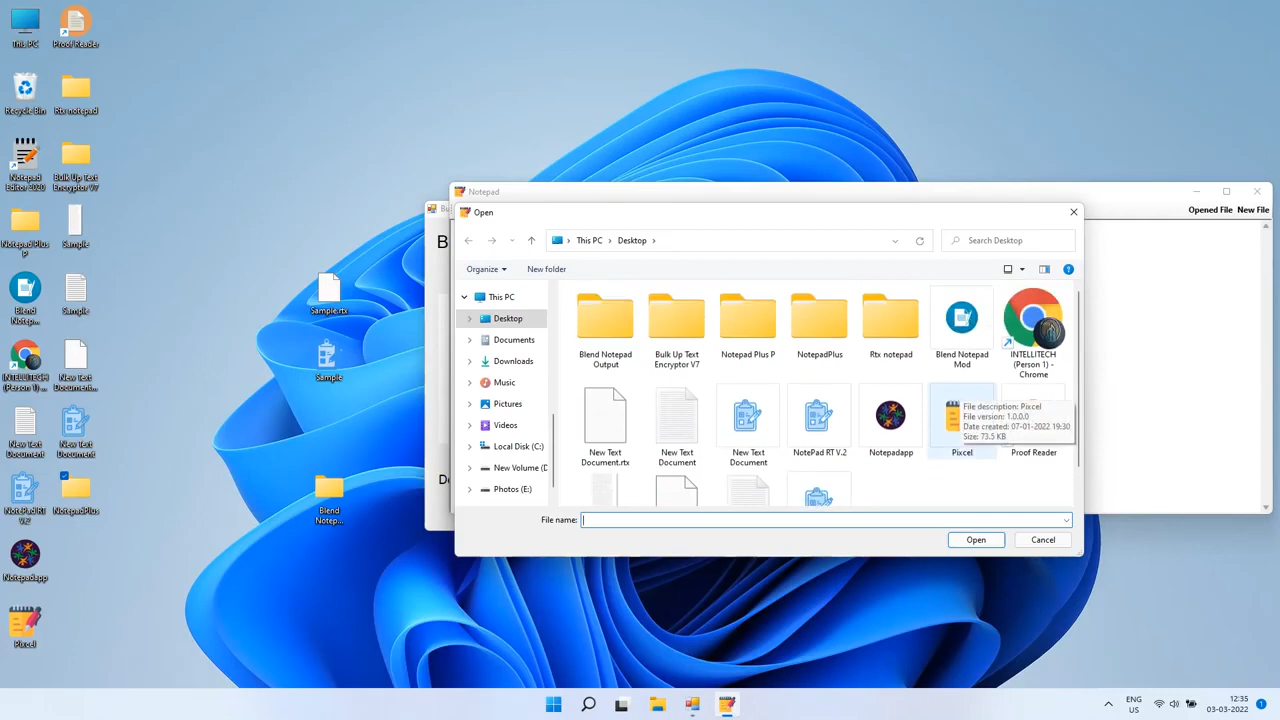 This PC
Proof Reader
Recycle Bin
Rtx notepad
Notepad
Editor 2020
Bulk Up Text
Encryptor V7
Notepad Plus
P
Sample
Blend
Notep...
Sample
INTELLITECH
(Person 1) ...
New Text
Documen...
New Text
Document
New Text
Document
NotePad RT
V.2
NotepadPlus
Notepadapp
Pixcel
Sample.rtx
Sample
Blend
Notep...
Notepad
Opened File
New File
Open
This PC
Desktop
Search Desktop
Organize
New folder
This PC
Desktop
Documents
Downloads
Music
Pictures
Videos
Local Disk (C:)
New Volume (D
Photos (E:)
Blend Notepad
Output
Bulk Up Text
Encryptor V7
Notepad Plus P
NotepadPlus
Rtx notepad
Blend Notepad
Mod
INTELLITECH
(Person 1) -
Chrome
New Text
Document.rtx
New Text
Document
New Text
Document
NotePad RT V.2
Notepadapp
Pixcel
Proof Reader
File description: Pixcel
File version: 1.0.0.0
Date created: 07-01-2022 19:30
Size: 73.5 KB
File name:
Open
Cancel
ENG
US
12:35
03-03-2022
1